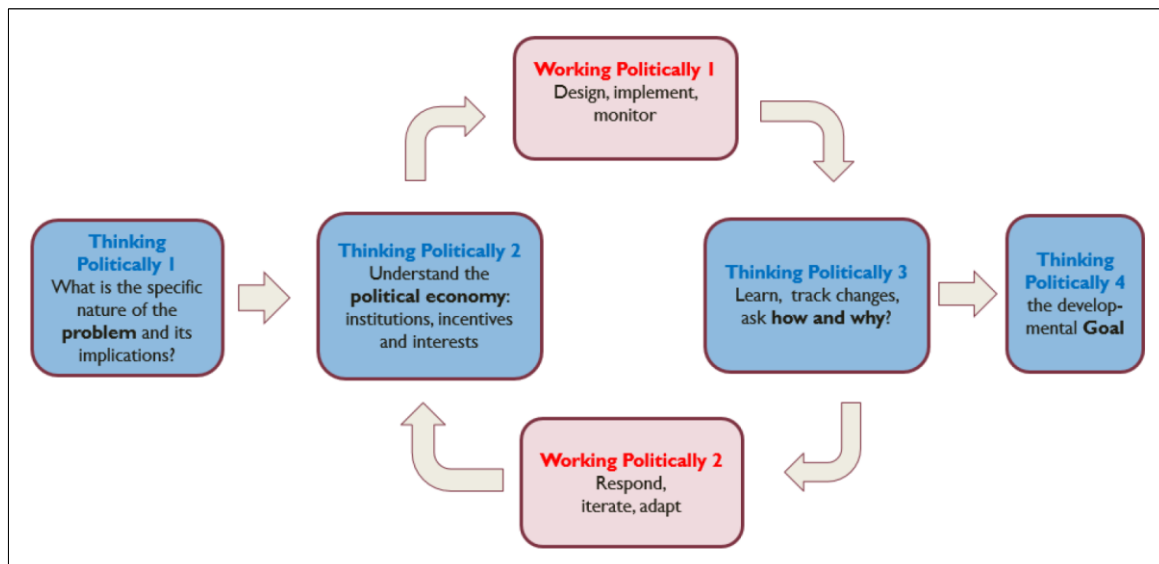 Working Politically 1
Design, implement,
monitor
Thinking
Politically 1
What is the specific
nature of the
problem and its
implications?
Thinking Politically 2
Understand the
political economy:
institutions, incentives
and interests
Thinking Politically 3
Learn, track changes,
ask how and why?
Thinking
Politically 4
the develop-
mental Goal
Working Politically 2
Respond,
iterate, adapt